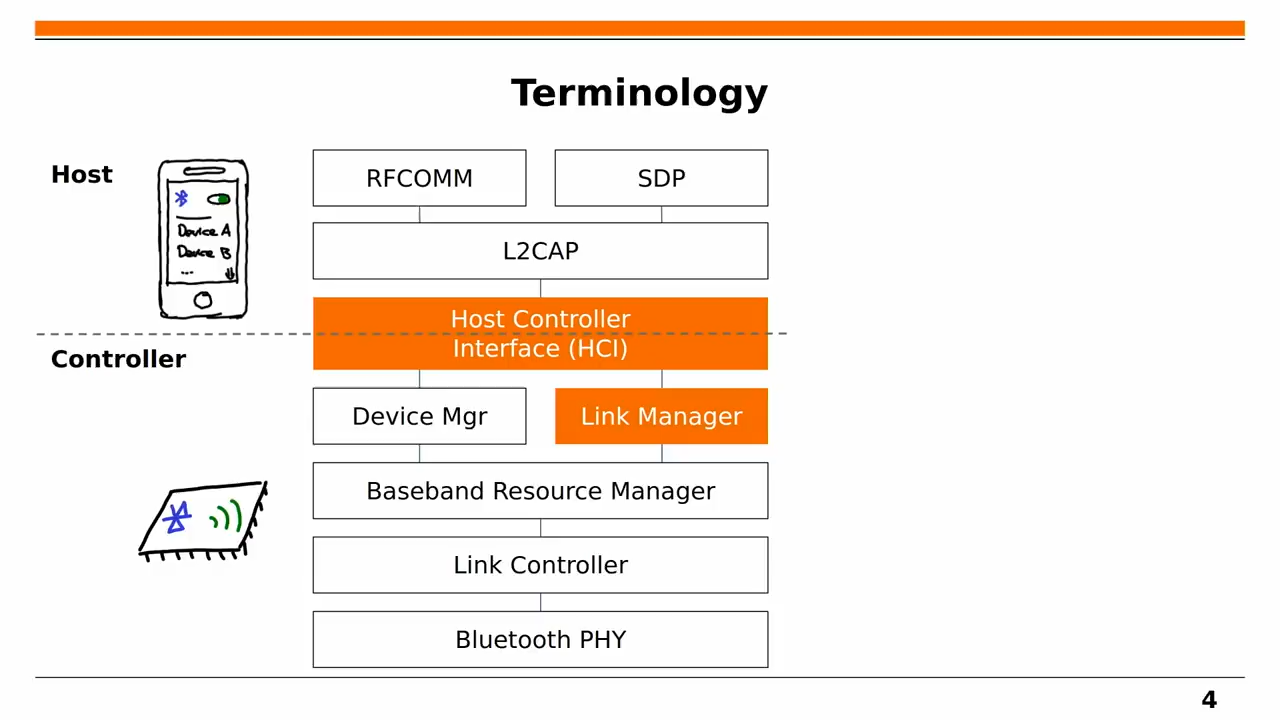 Terminology
Host
Device A
Device B
...
RFCOMM
SDP
L2CAP
Host Controller
Interface (HCI)
Controller
Device Mgr
Link Manager
Baseband Resource Manager
Link Controller
Bluetooth PHY
4